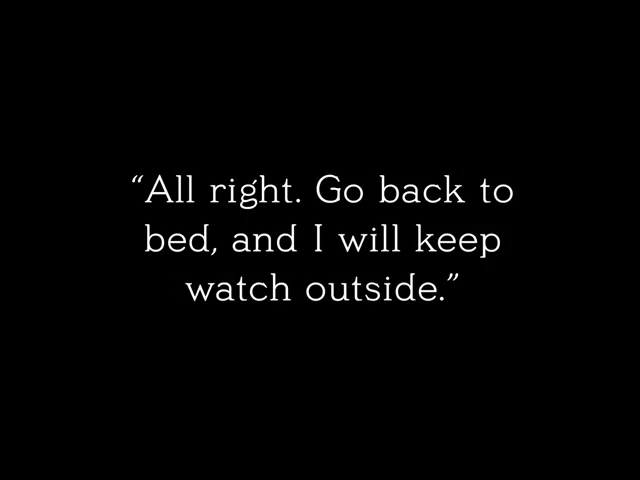 “All right. Go back to
bed, and I will keep
watch outside.”